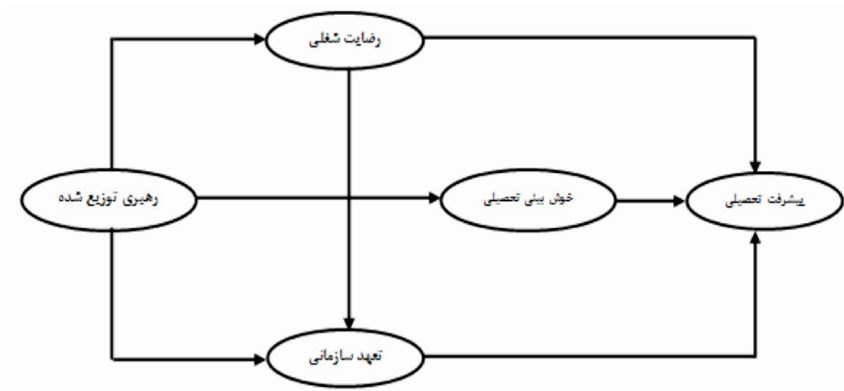 رضایت شغلی
رهبری توزیع شده
خوش بینی تحصیلی
پیشرفت تحصیلی
تعهد سازمانی